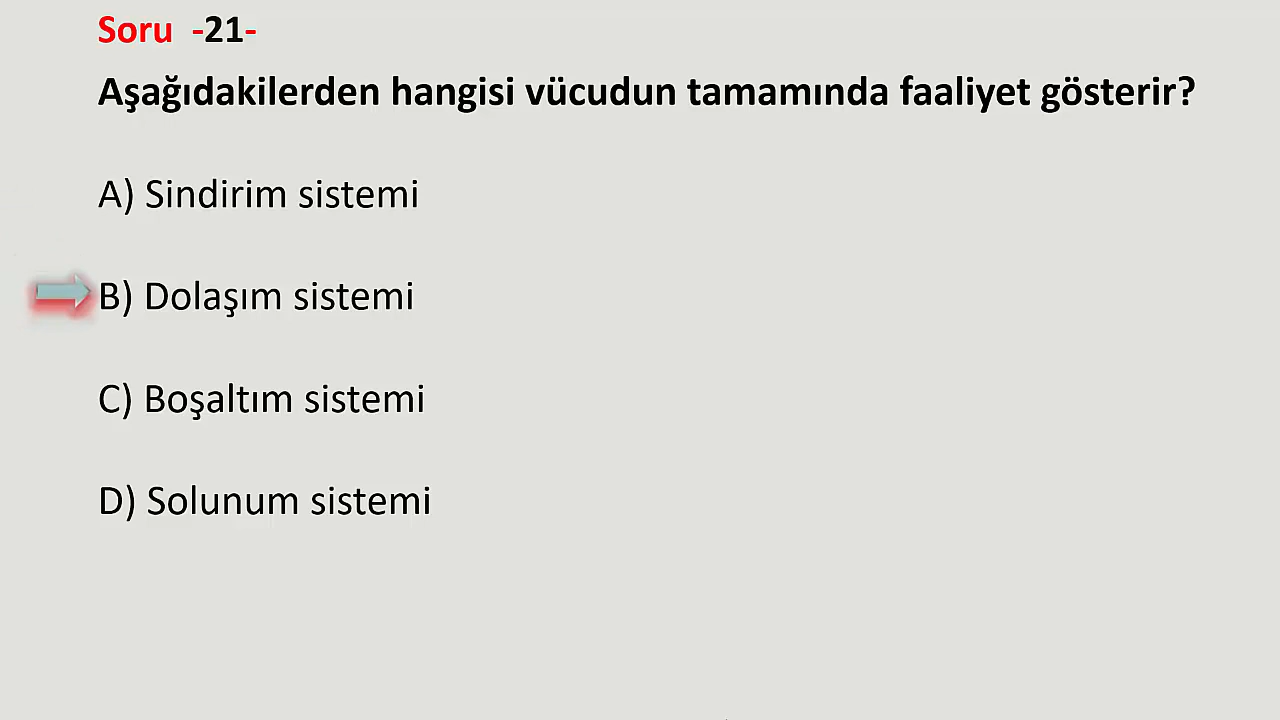 Soru -21-
Aşağıdakilerden hangisi vücudun tamamında faaliyet gösterir?
A) Sindirim sistemi
B) Dolaşım sistemi
C) Boşaltım sistemi
D) Solunum sistemi